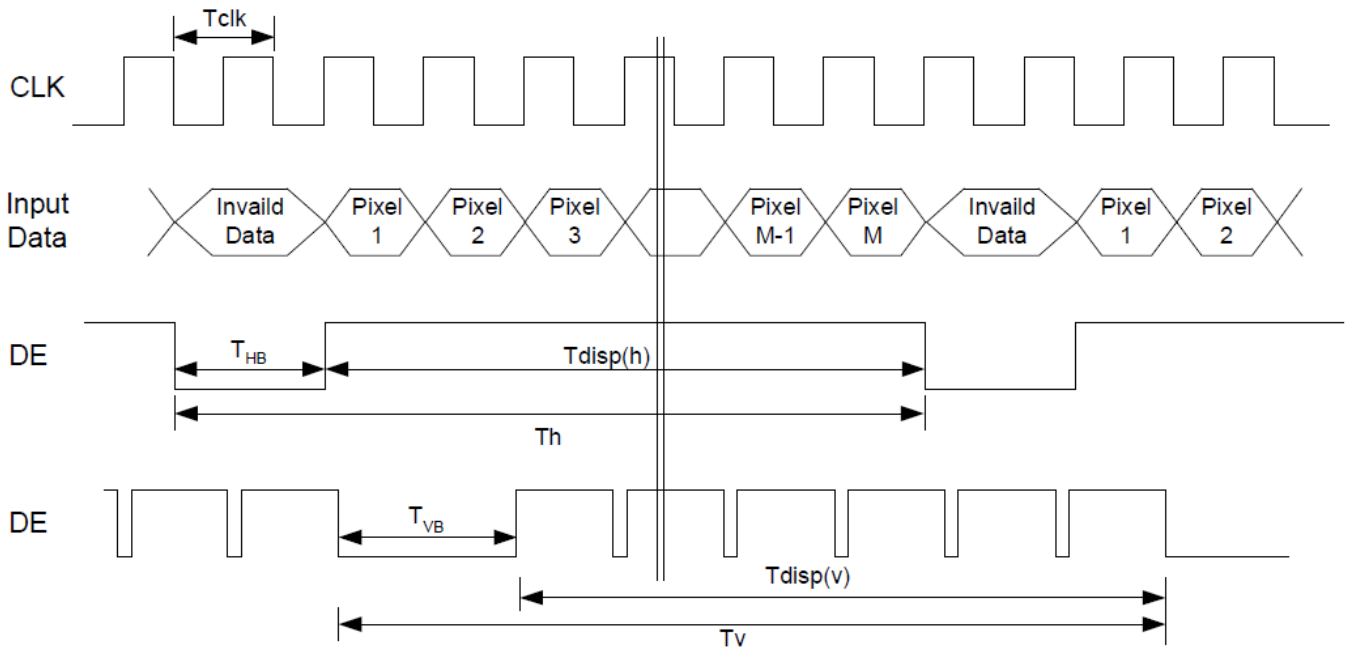 Tclk
CLK
Input
Data
Invaild
Data
Pixel
1
Pixel
2
Pixel
3
Pixel
M-1
Pixel
M
Invaild
Data
Pixel
1
Pixel
2
DE
THB
Tdisp(h)
Th
DE
TVB
Tdisp(v)
Tv